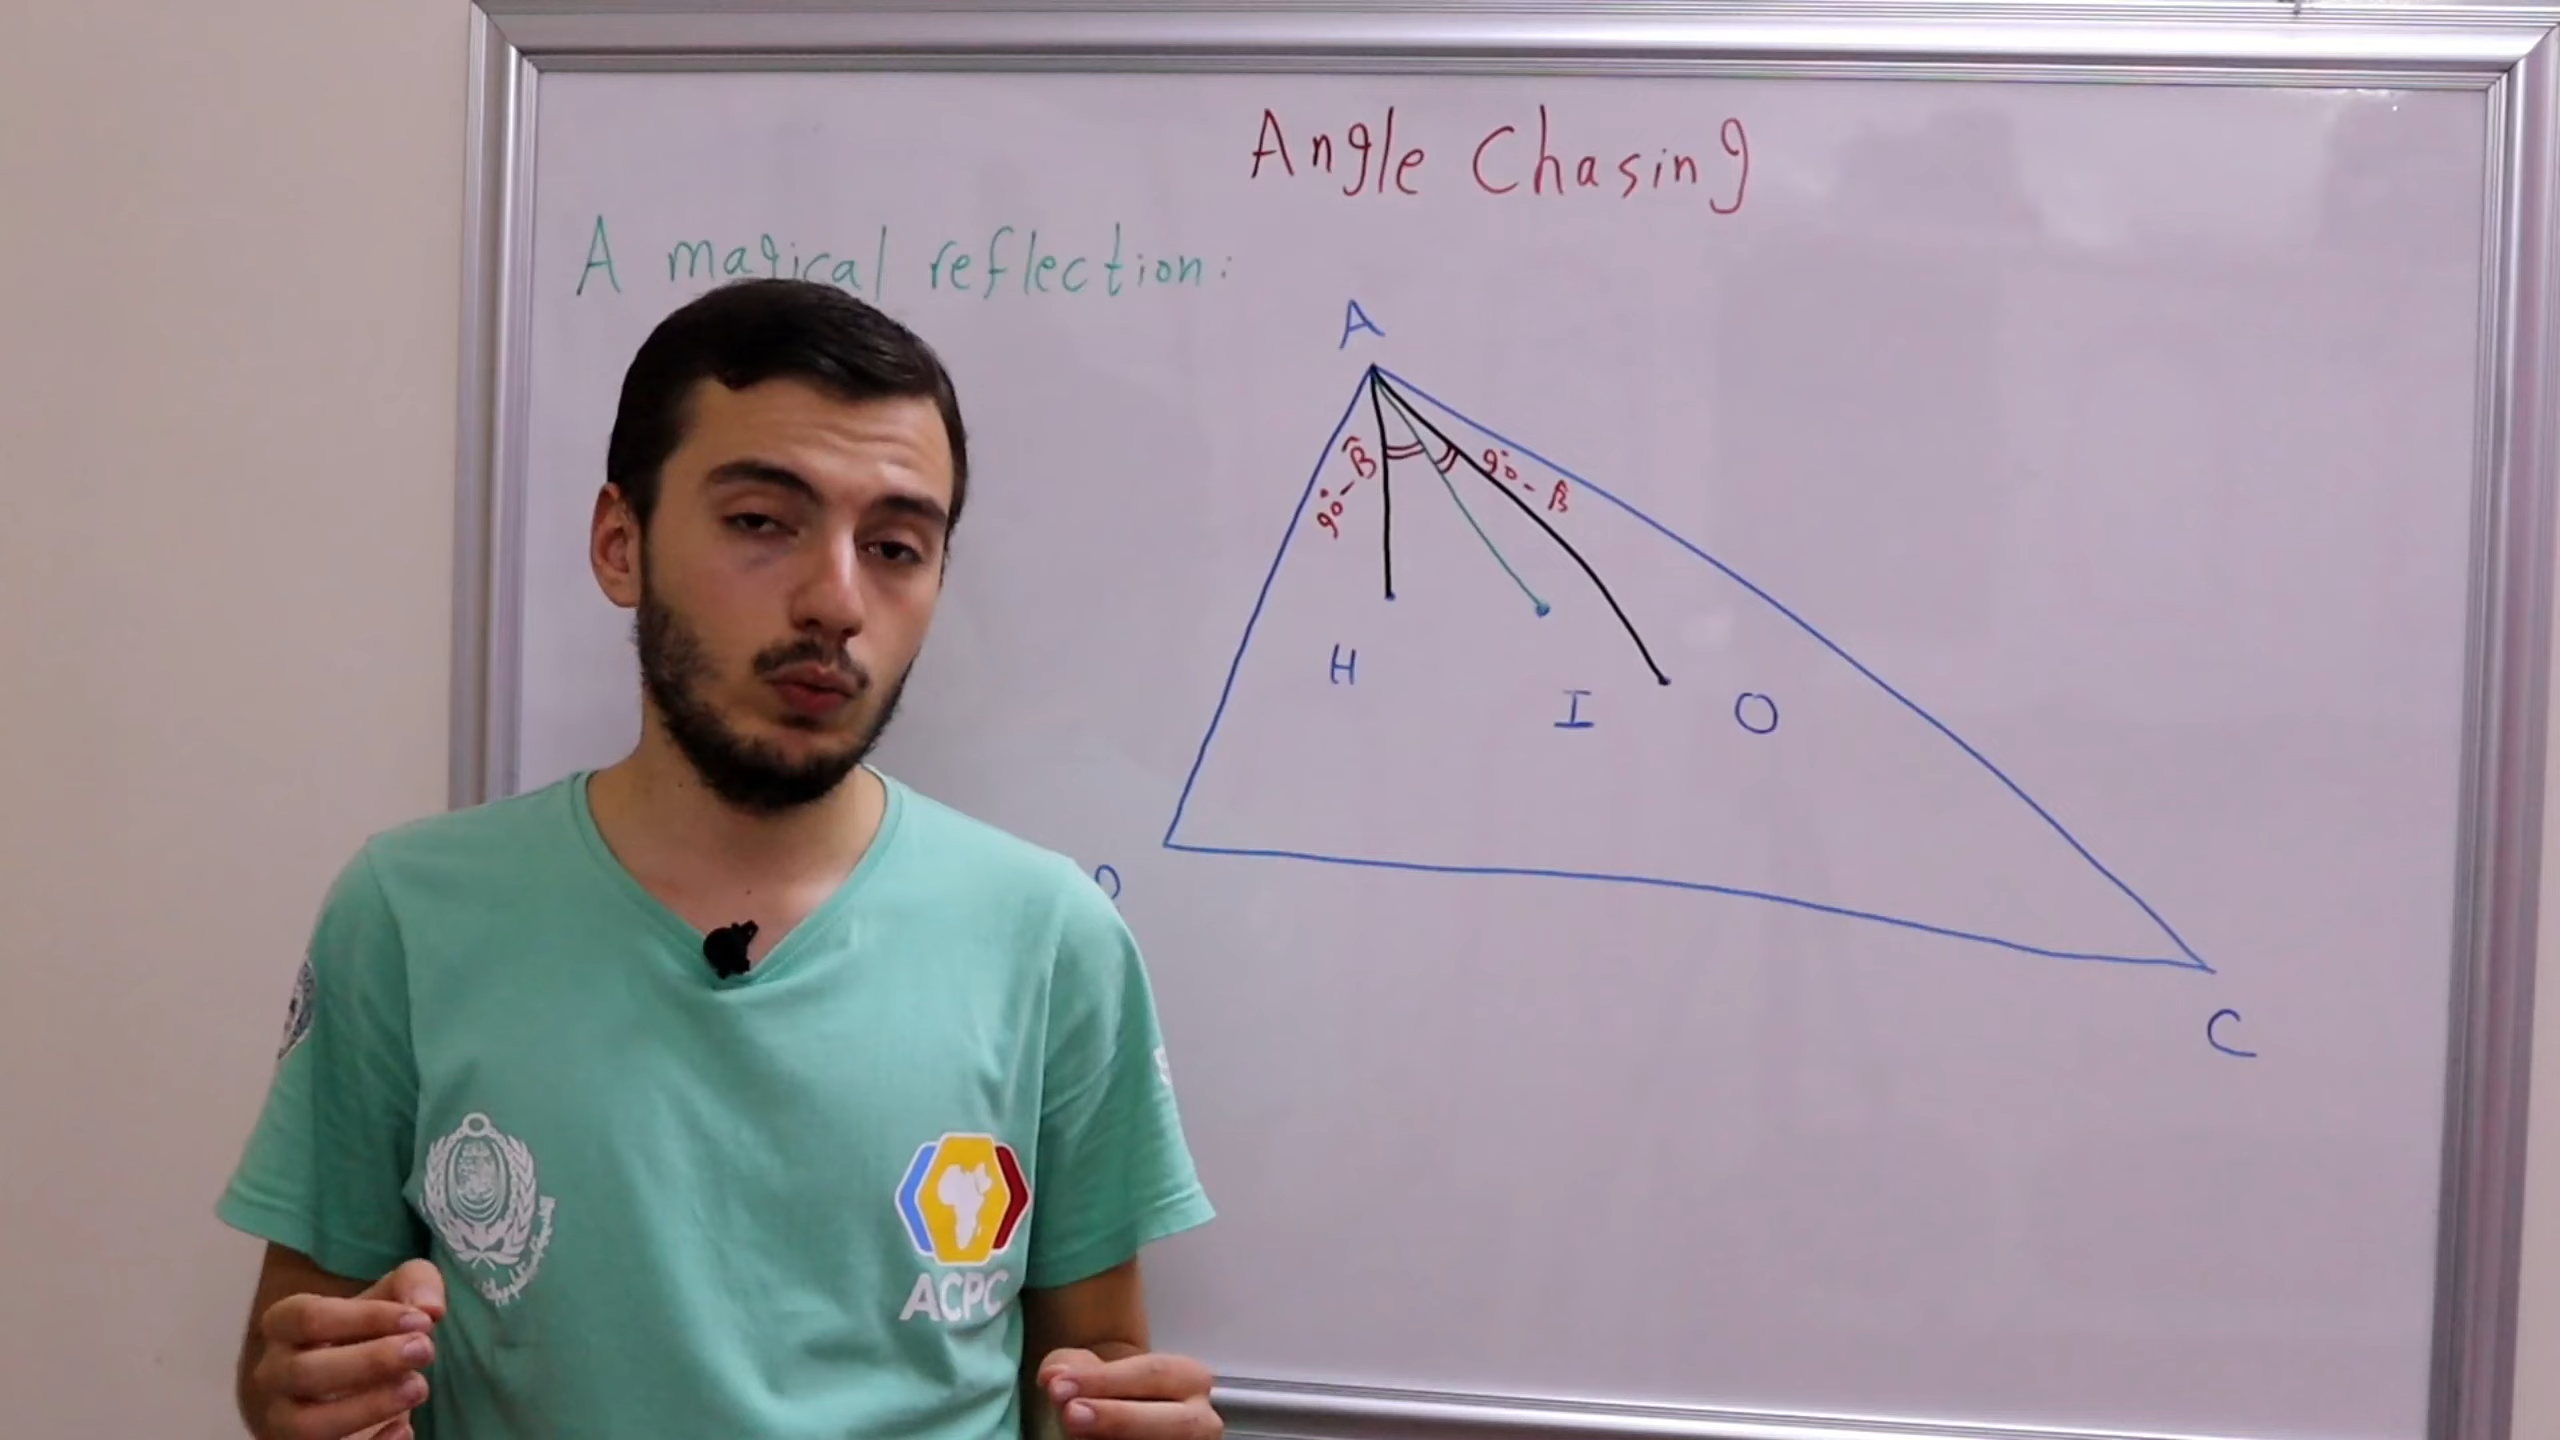 Angle Chasing
A magical reflection:
A
90°-B̂
90°-B̂
H
I
O
C
ACPC